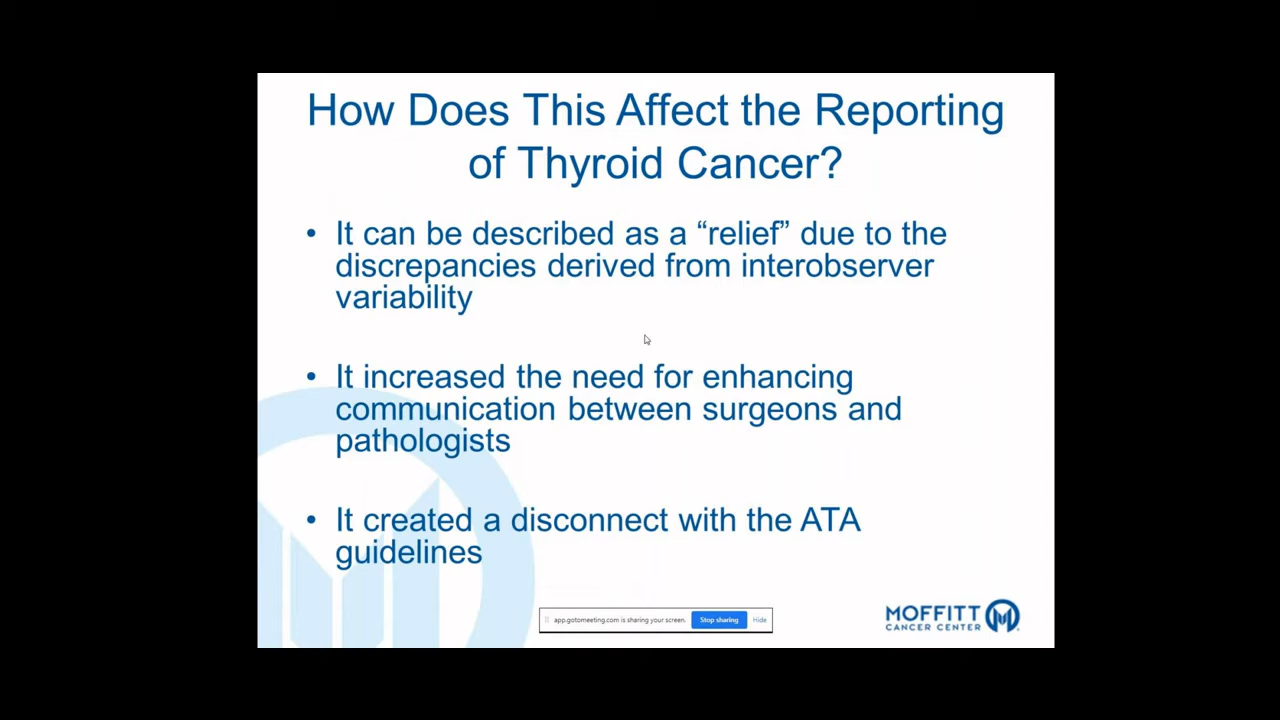 How Does This Affect the Reporting
of Thyroid Cancer?
• It can be described as a “relief” due to the
discrepancies derived from interobserver
variability
• It increased the need for enhancing
communication between surgeons and
pathologists
• It created a disconnect with the ATA
guidelines
app.gotomeeting.com is sharing your screen. Stop sharing Hide
MOFFITT
CANCER CENTER